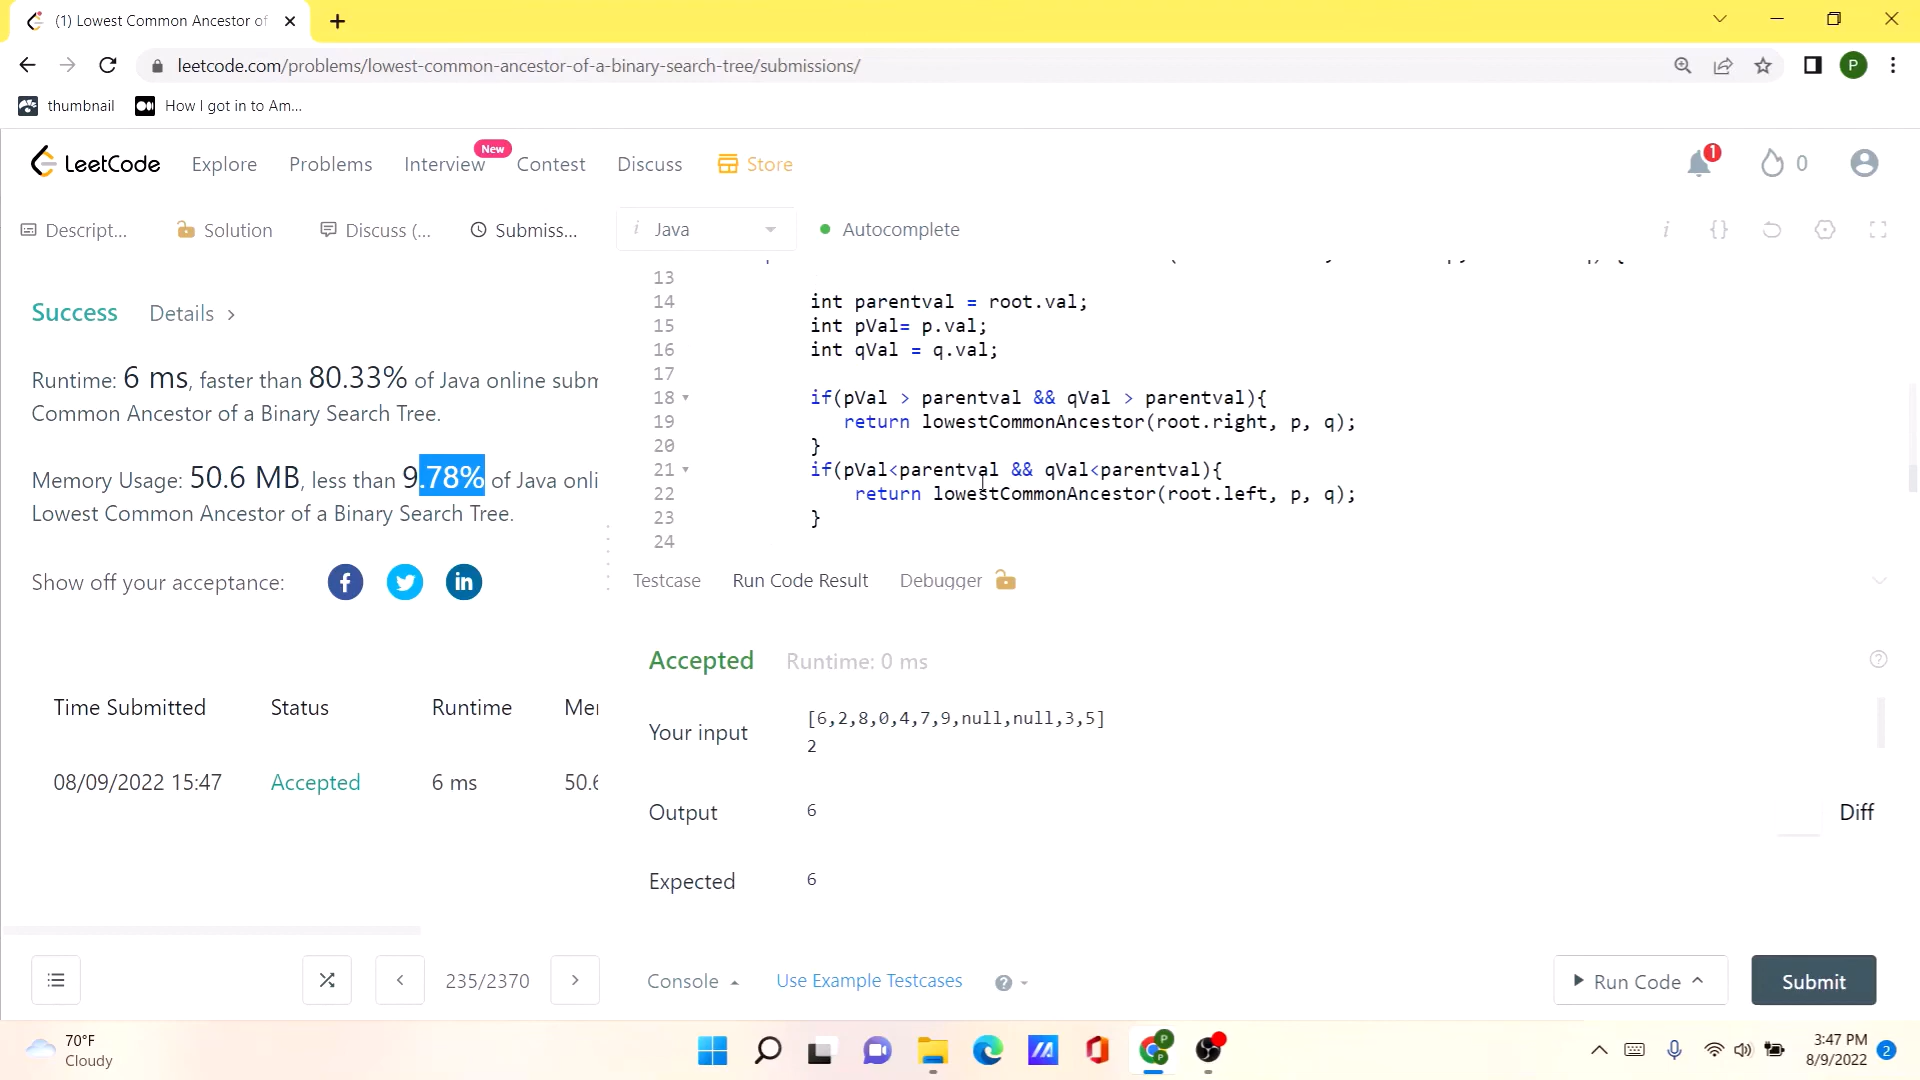 (1) Lowest Common Ancestor of
leetcode.com/problems/lowest-common-ancestor-of-a-binary-search-tree/submissions/
P
thumbnail
How I got in to Am...
LeetCode
Explore
Problems
Interview
New
Contest
Discuss
Store
1
0
Descript...
Solution
Discuss (...
Submiss...
i Java
Autocomplete
i {}
Success
Details >
Runtime: 6 ms, faster than 80.33% of Java online subm
Common Ancestor of a Binary Search Tree.
Memory Usage: 50.6 MB, less than 9.78% of Java onli
Lowest Common Ancestor of a Binary Search Tree.
Show off your acceptance:
Time Submitted Status Runtime Mer
08/09/2022 15:47 Accepted 6 ms 50.6
13
14 int parentval = root.val;
15 int pVal= p.val;
16 int qVal = q.val;
17
18 if(pVal > parentval && qVal > parentval){
19 return lowestCommonAncestor(root.right, p, q);
20 }
21 if(pVal<parentval && qVal<parentval){
22 return lowestCommonAncestor(root.left, p, q);
23 }
24
Testcase
Run Code Result
Debugger
Accepted
Runtime: 0 ms
Your input
[6,2,8,0,4,7,9,null,null,3,5]
2
Output
6
Diff
Expected
6
235/2370
Console
Use Example Testcases
Run Code
Submit
70°F
Cloudy
3:47 PM
8/9/2022
2